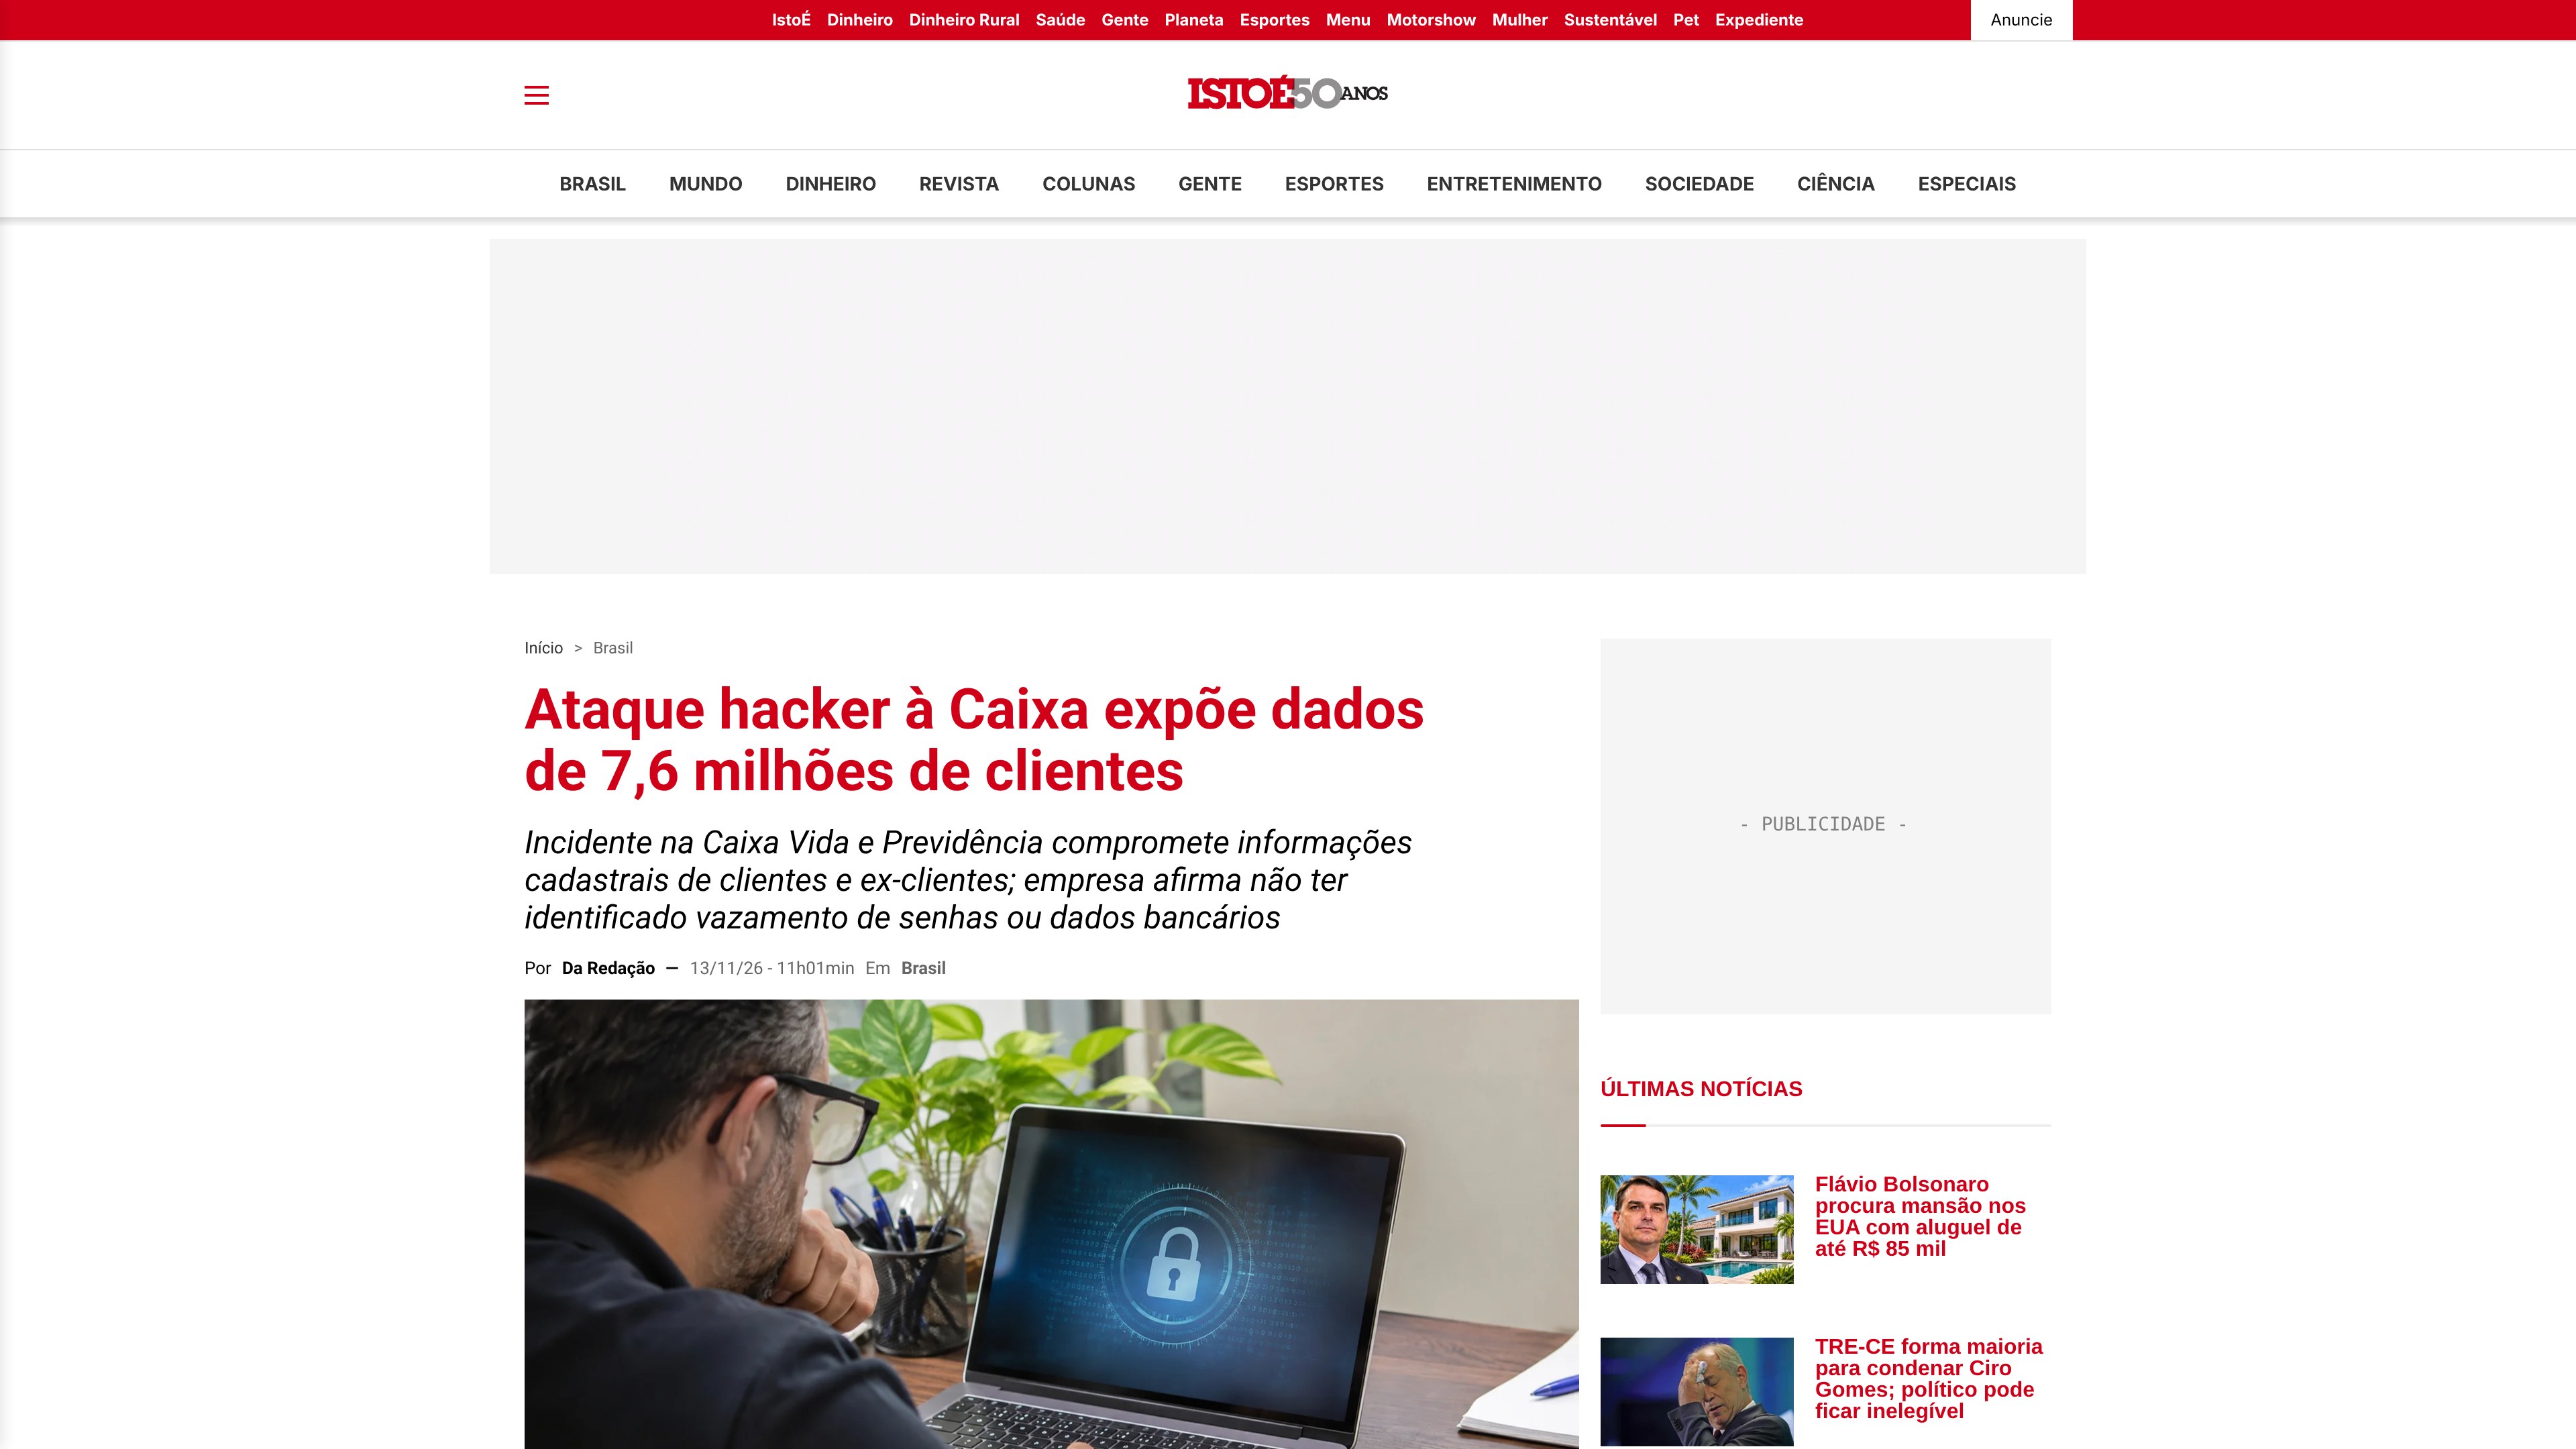 IstoÉ Dinheiro Dinheiro Rural Saúde Gente Planeta Esportes Menu Motorshow Mulher Sustentável Pet Expediente Anuncie
ISTOÉ 50 ANOS
BRASIL MUNDO DINHEIRO REVISTA COLUNAS GENTE ESPORTES ENTRETENIMENTO SOCIEDADE CIÊNCIA ESPECIAIS
Início > Brasil
Ataque hacker à Caixa expõe dados
de 7,6 milhões de clientes
Incidente na Caixa Vida e Previdência compromete informações
cadastrais de clientes e ex-clientes; empresa afirma não ter
identificado vazamento de senhas ou dados bancários
Por Da Redação — 13/11/26 - 11h01min Em Brasil
- PUBLICIDADE -
ÚLTIMAS NOTÍCIAS
Flávio Bolsonaro
procura mansão nos
EUA com aluguel de
até R$ 85 mil
TRE-CE forma maioria
para condenar Ciro
Gomes; político pode
ficar inelegível